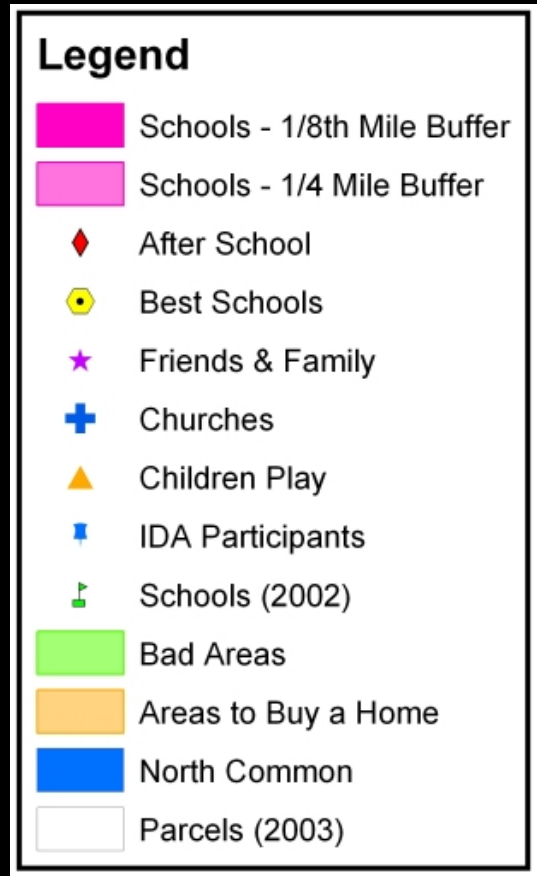 Legend
Schools - 1/8th Mile Buffer
Schools - 1/4 Mile Buffer
After School
Best Schools
Friends & Family
Churches
Children Play
IDA Participants
Schools (2002)
Bad Areas
Areas to Buy a Home
North Common
Parcels (2003)